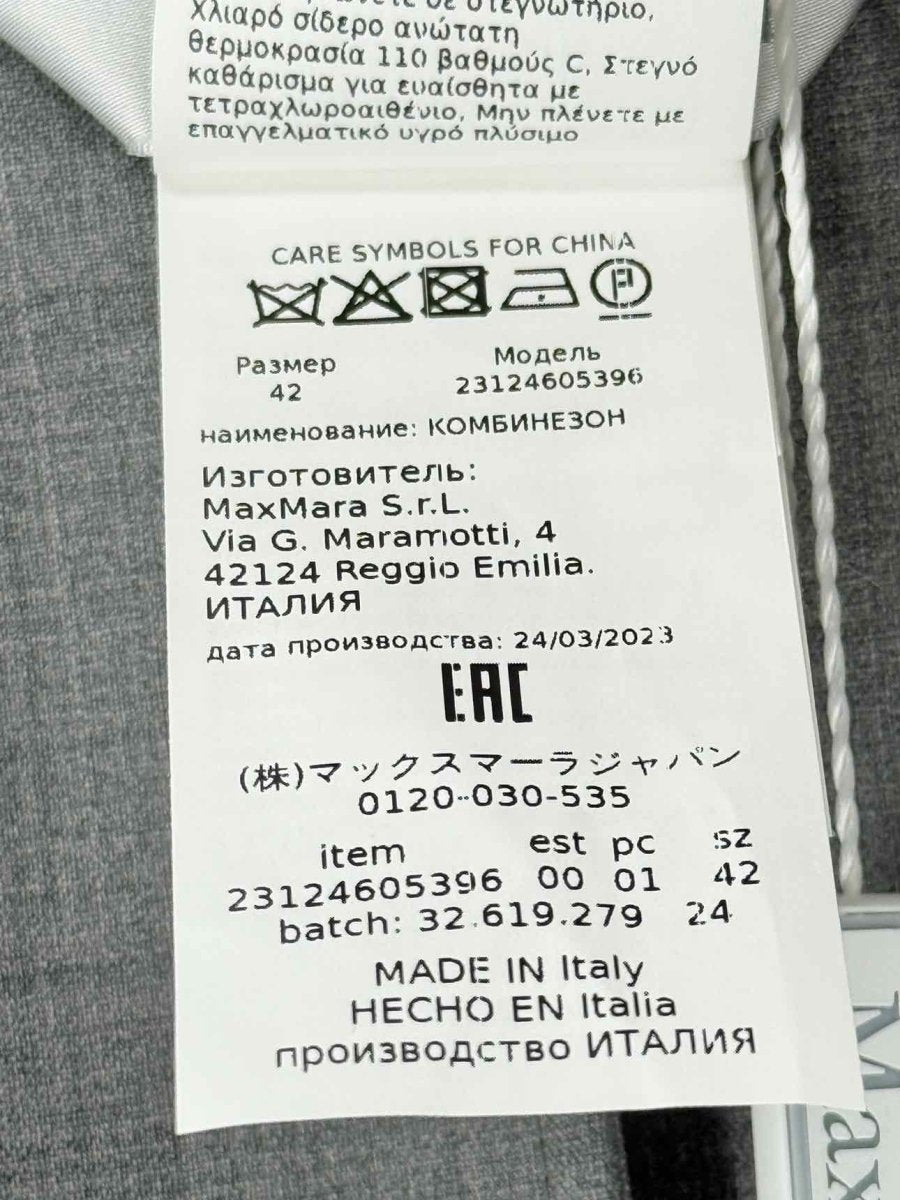 σε στεγνωτήριο,
Χλιαρό σίδερο ανώτατη
θερμοκρασία 110 βαθμούς C, Στεγνό
καθάρισμα για ευαίσθητα με
τετραχλωροαιθένιο, Μην πλένετε με
επαγγελματικό υγρό πλύσιμο
CARE SYMBOLS FOR CHINA
Размер Модель
42 23124605396
наименование: КОМБИНЕЗОН
Изготовитель:
MaxMara S.r.L.
Via G. Maramotti, 4
42124 Reggio Emilia.
ИТАЛИЯ
дата производства: 24/03/2023
EAC
(株)マックスマーラジャパン
0120-030-535
item est pc sz
23124605396 00 01 42
batch: 32.619.279 24
MADE IN Italy
HECHO EN Italia
производство ИТАЛИЯ
Max